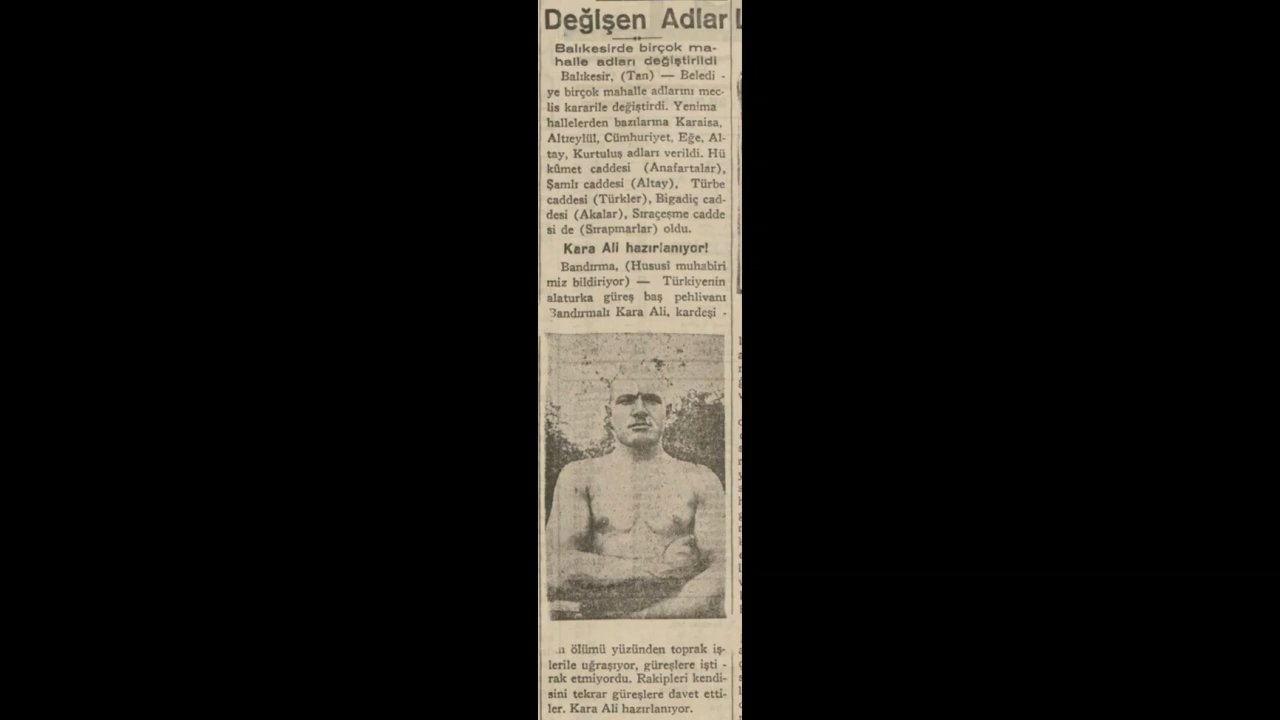 Değişen Adlar
Balıkesirde birçok ma-
halle adları değiştirildi
Balıkesir, (Tan) — Beledi -
ye birçok mahalle adlarını mec-
lis kararile değiştirdi. Yenima
hallelerden bazılarına Karaisa,
Altıeylül, Cümhuriyet, Eğe, Al-
tay, Kurtuluş adları verildi. Hü
kûmet caddesi (Anafartalar),
Şamlı caddesi (Altay), Türbe
caddesi (Türkler), Bigadiç cad-
desi (Akalar), Sıraçeşme cadde
si de (Sırapınarlar) oldu.
Kara Ali hazırlanıyor!
Bandırma, (Hususî muhabiri
miz bildiriyor) — Türkiyenin
alaturka güreş baş pehlivanı
Bandırmalı Kara Ali, kardeşi -
n ölümü yüzünden toprak iş-
lerile uğraşıyor, güreşlere işti -
rak etmiyordu. Rakipleri kendi-
sini tekrar güreşlere davet etti-
ler. Kara Ali hazırlanıyor.